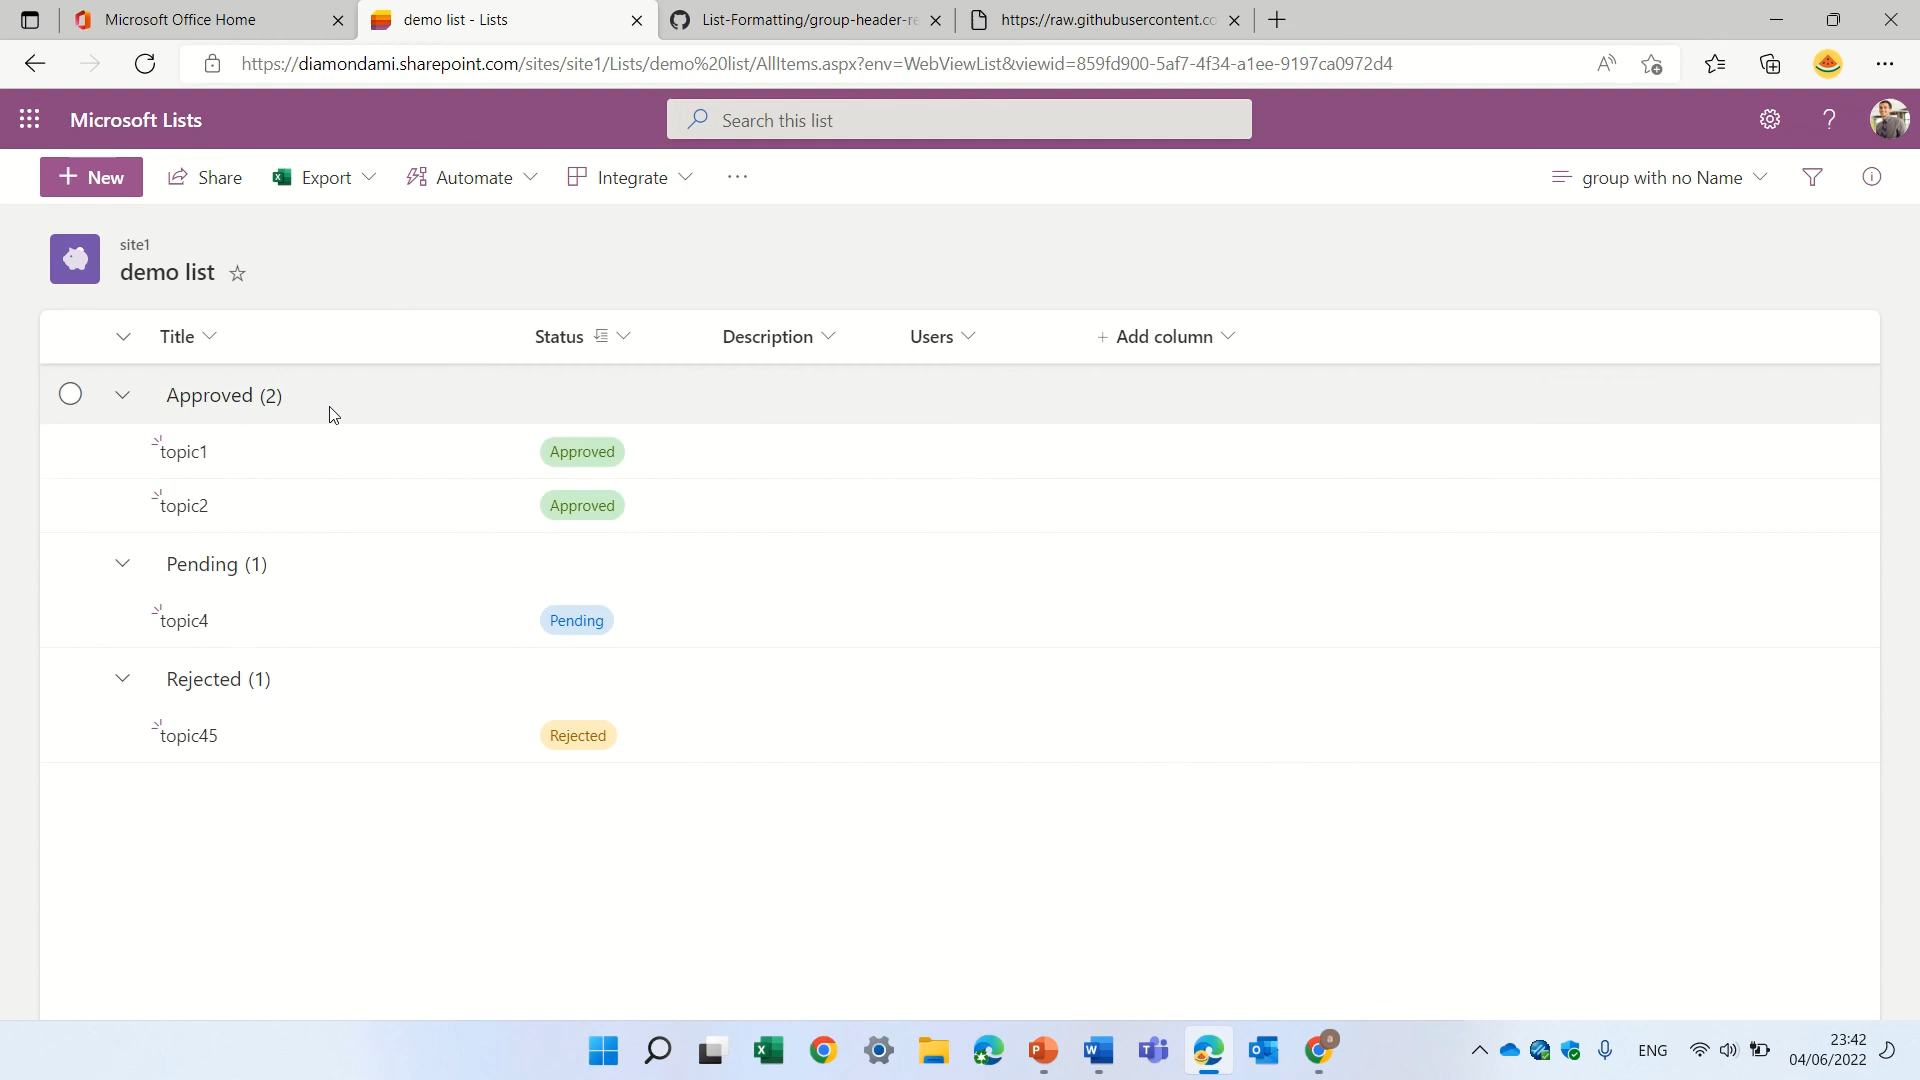 Microsoft Office Home
demo list - Lists
List-Formatting/group-header-re
https://raw.githubusercontent.co
https://diamondami.sharepoint.com/sites/site1/Lists/demo%20list/AllItems.aspx?env=WebViewList&viewid=859fd900-5af7-4f34-a1ee-9197ca0972d4
Microsoft Lists
Search this list
+ New
Share
Export
Automate
Integrate
...
group with no Name
site1
demo list
Title
Status
Description
Users
+ Add column
Approved (2)
topic1
Approved
topic2
Approved
Pending (1)
topic4
Pending
Rejected (1)
topic45
Rejected
ENG
23:42
04/06/2022